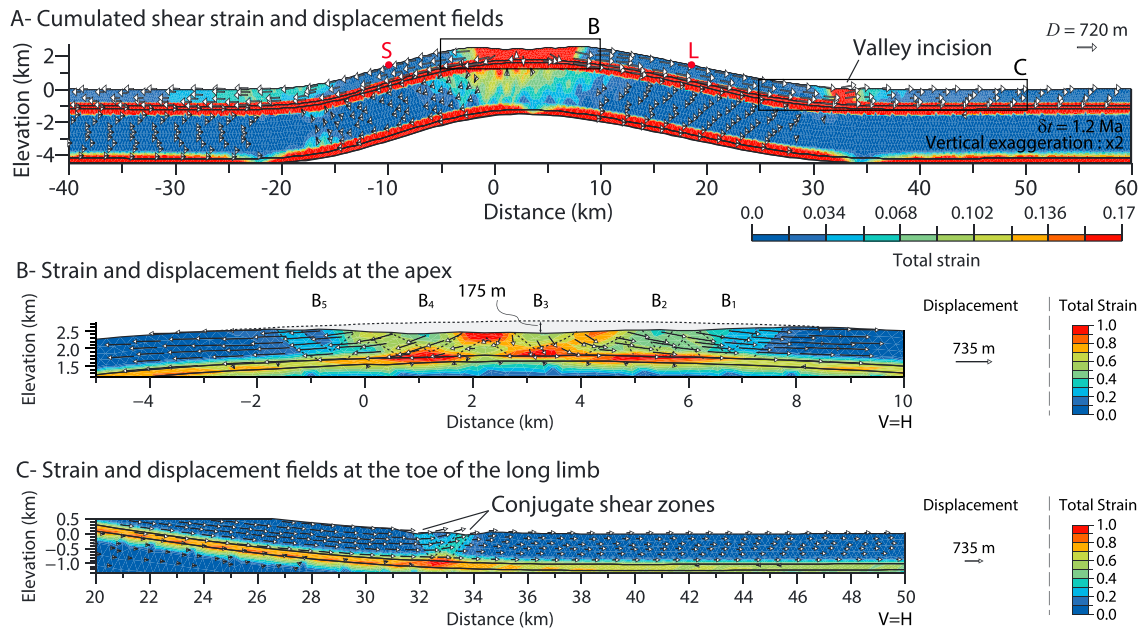 A- Cumulated shear strain and displacement fields
B
D = 720 m
S
L
Valley incision
C
Elevation (km)
2
0
-2
-4
δt = 1.2 Ma
Vertical exaggeration : x2
-40 -30 -20 -10 0 10 20 30 40 50 60
Distance (km)
0.0 0.034 0.068 0.102 0.136 0.17
Total strain
B- Strain and displacement fields at the apex
175 m
B5 B4 B3 B2 B1
Elevation (km)
2.5
2.0
1.5
−4 −2 0 2 4 6 8 10
Distance (km)
V=H
Displacement
735 m
Total Strain
1.0
0.8
0.6
0.4
0.2
0.0
C- Strain and displacement fields at the toe of the long limb
Conjugate shear zones
Elevation (km)
0.5
0.0
−0.5
−1.0
20 22 24 26 28 30 32 34 36 38 40 42 44 46 48 50
Distance (km)
V=H
Displacement
735 m
Total Strain
1.0
0.8
0.6
0.4
0.2
0.0